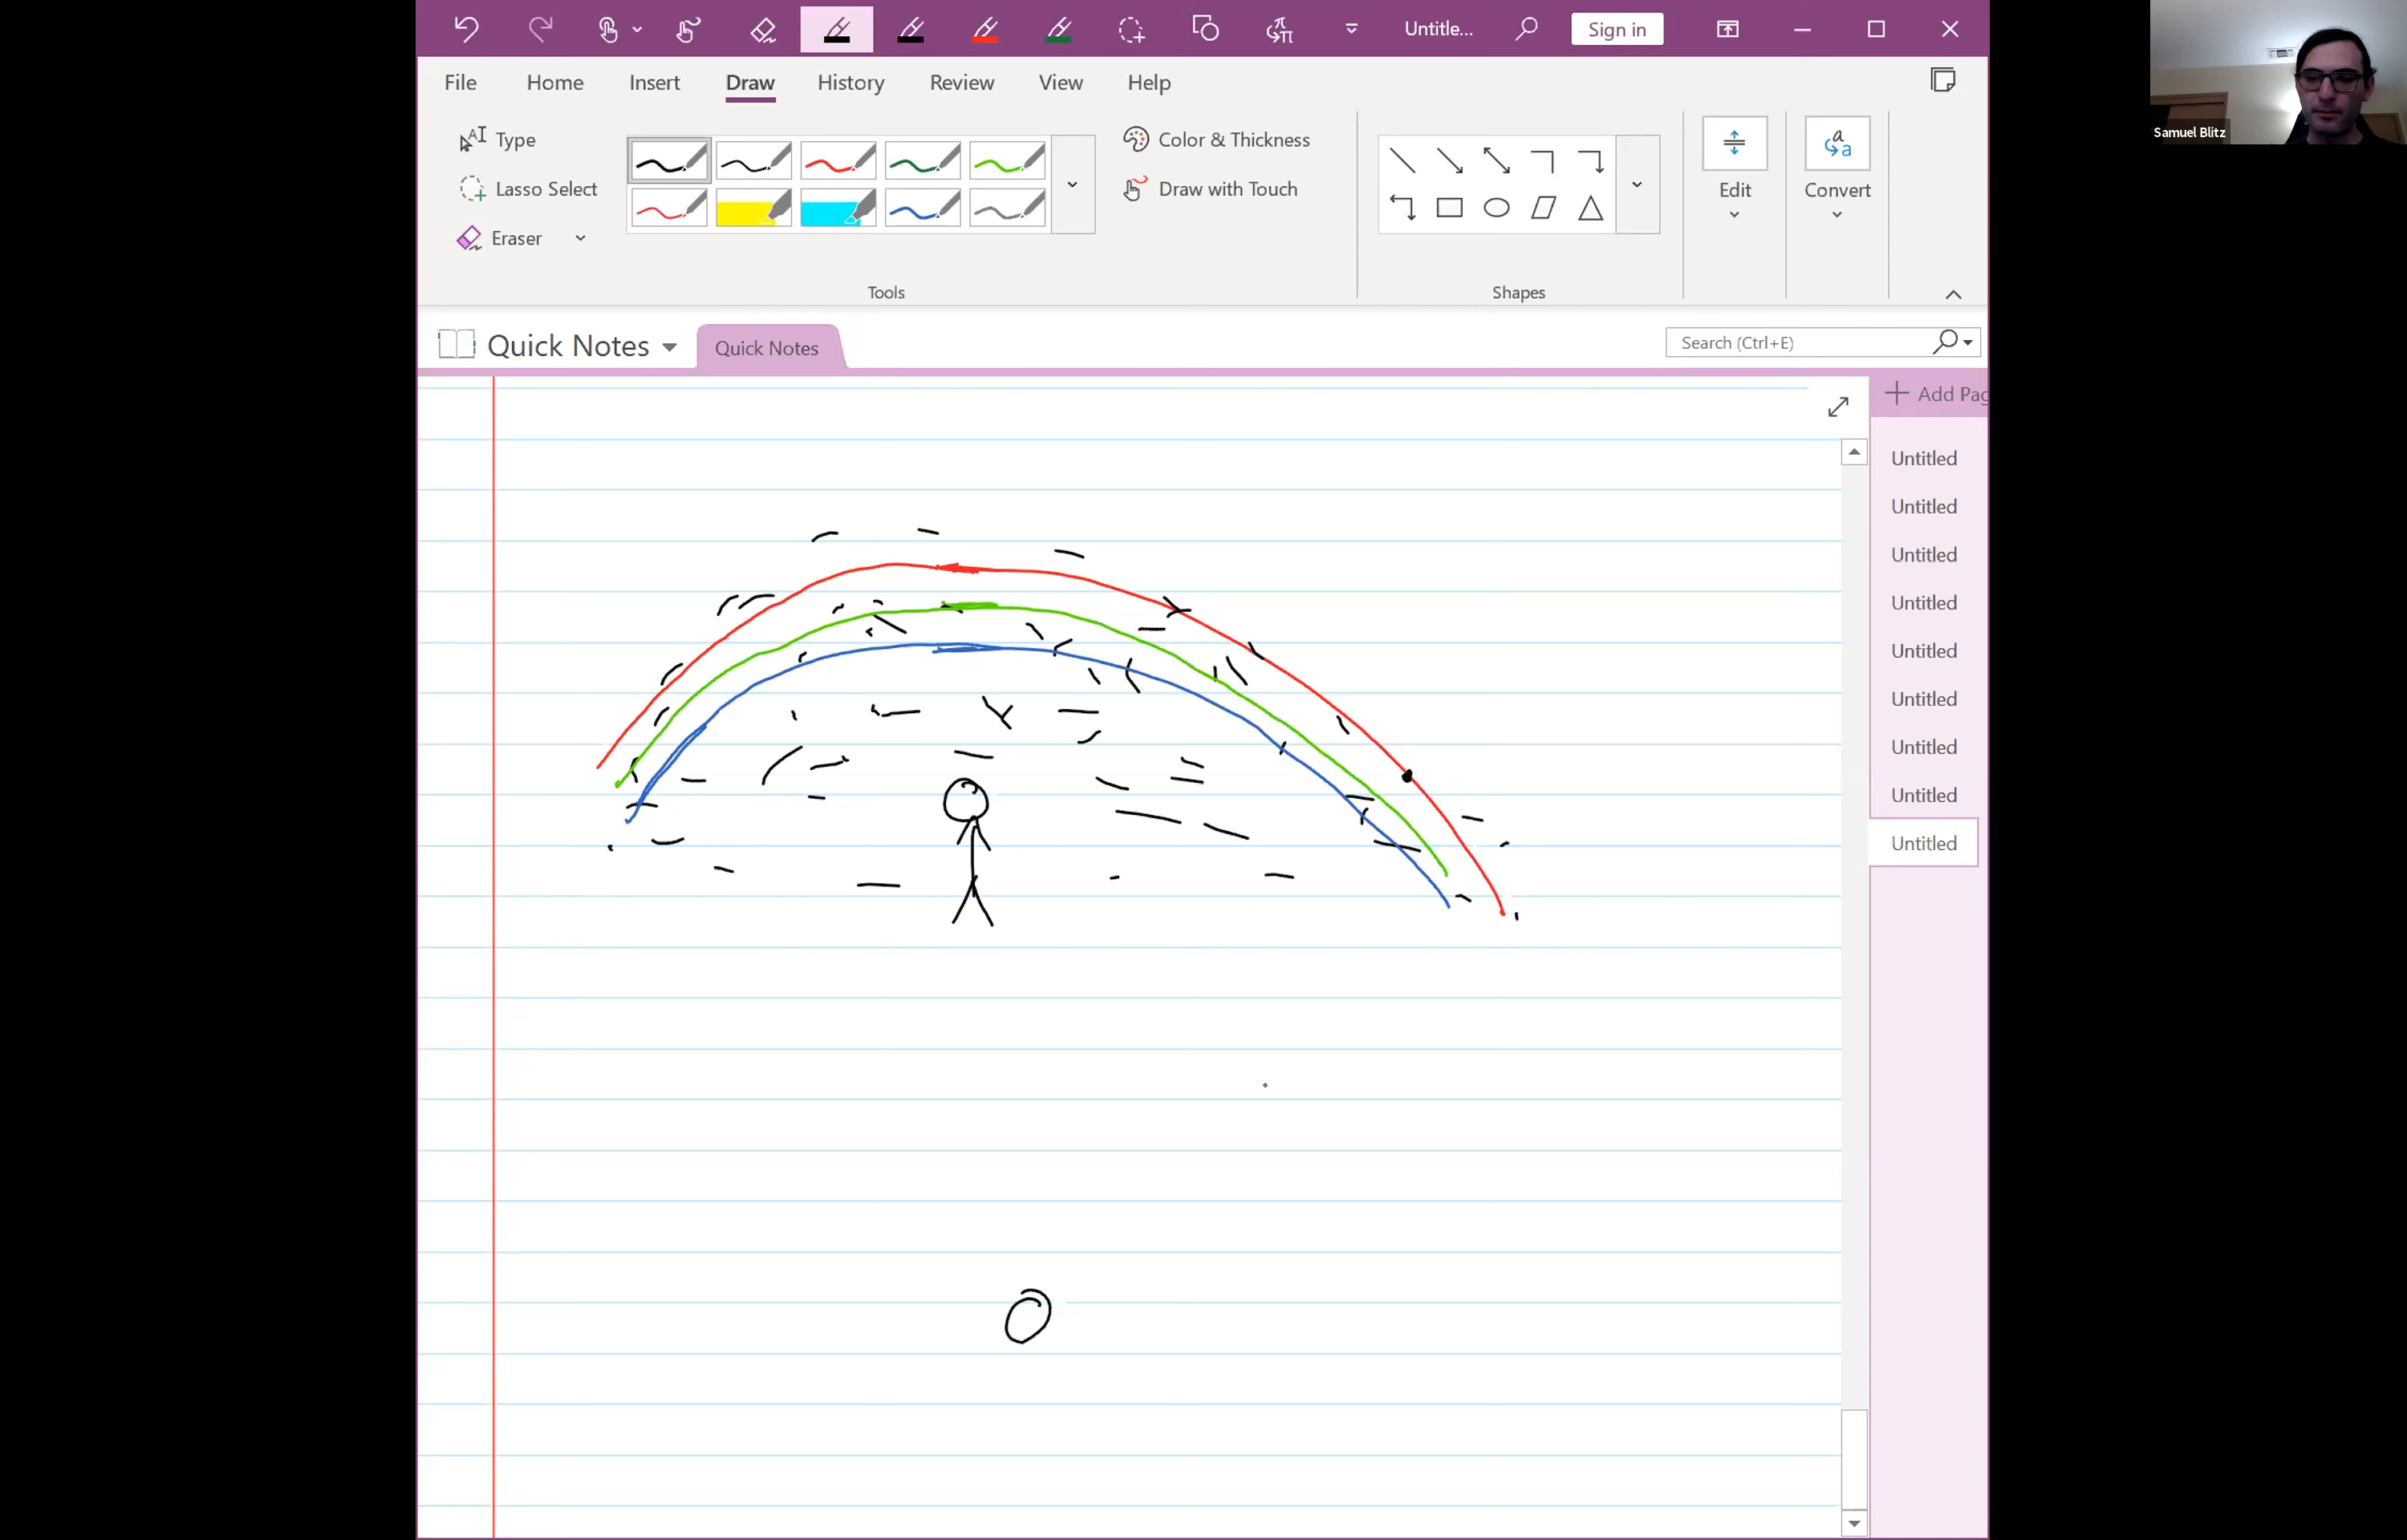 Untitle...
Sign in
File
Home
Insert
Draw
History
Review
View
Help
Type
Lasso Select
Eraser
Color & Thickness
Draw with Touch
Edit
Convert
Tools
Shapes
Quick Notes
Quick Notes
Search (Ctrl+E)
Add Pag
Untitled
Untitled
Untitled
Untitled
Untitled
Untitled
Untitled
Untitled
Untitled
Samuel Blitz